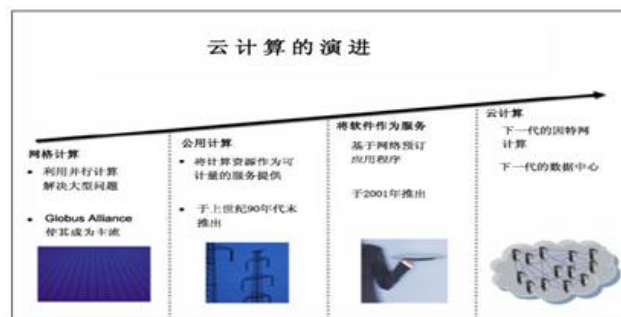 云计算的演进
网格计算
利用并行计算
解决大型问题
Globus Alliance
使其成为主流
公用计算
将计算资源作为可
计量的服务提供
于上世纪90年代末
推出
将软件作为服务
基于网络预订
应用程序
于2001年推出
云计算
下一代的因特网
计算
下一代的数据中心